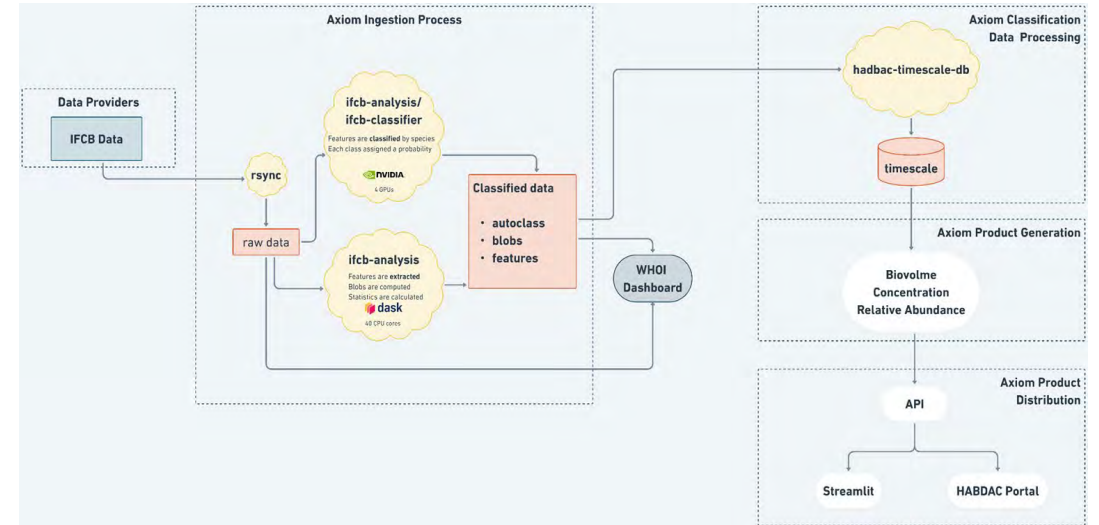 Data Providers
IFCB Data
Axiom Ingestion Process
rsync
raw data
ifcb-analysis/
ifcb-classifier
Features are classified by species
Each class assigned a probability
NVIDIA
4 GPUs
ifcb-analysis
Features are extracted
Blobs are computed
Statistics are calculated
dask
40 CPU cores
Classified data
• autoclass
• blobs
• features
WHOI
Dashboard
Axiom Classification
Data Processing
hadbac-timescale-db
timescale
Axiom Product Generation
Biovolme
Concentration
Relative Abundance
Axiom Product
Distribution
API
Streamlit
HABDAC Portal